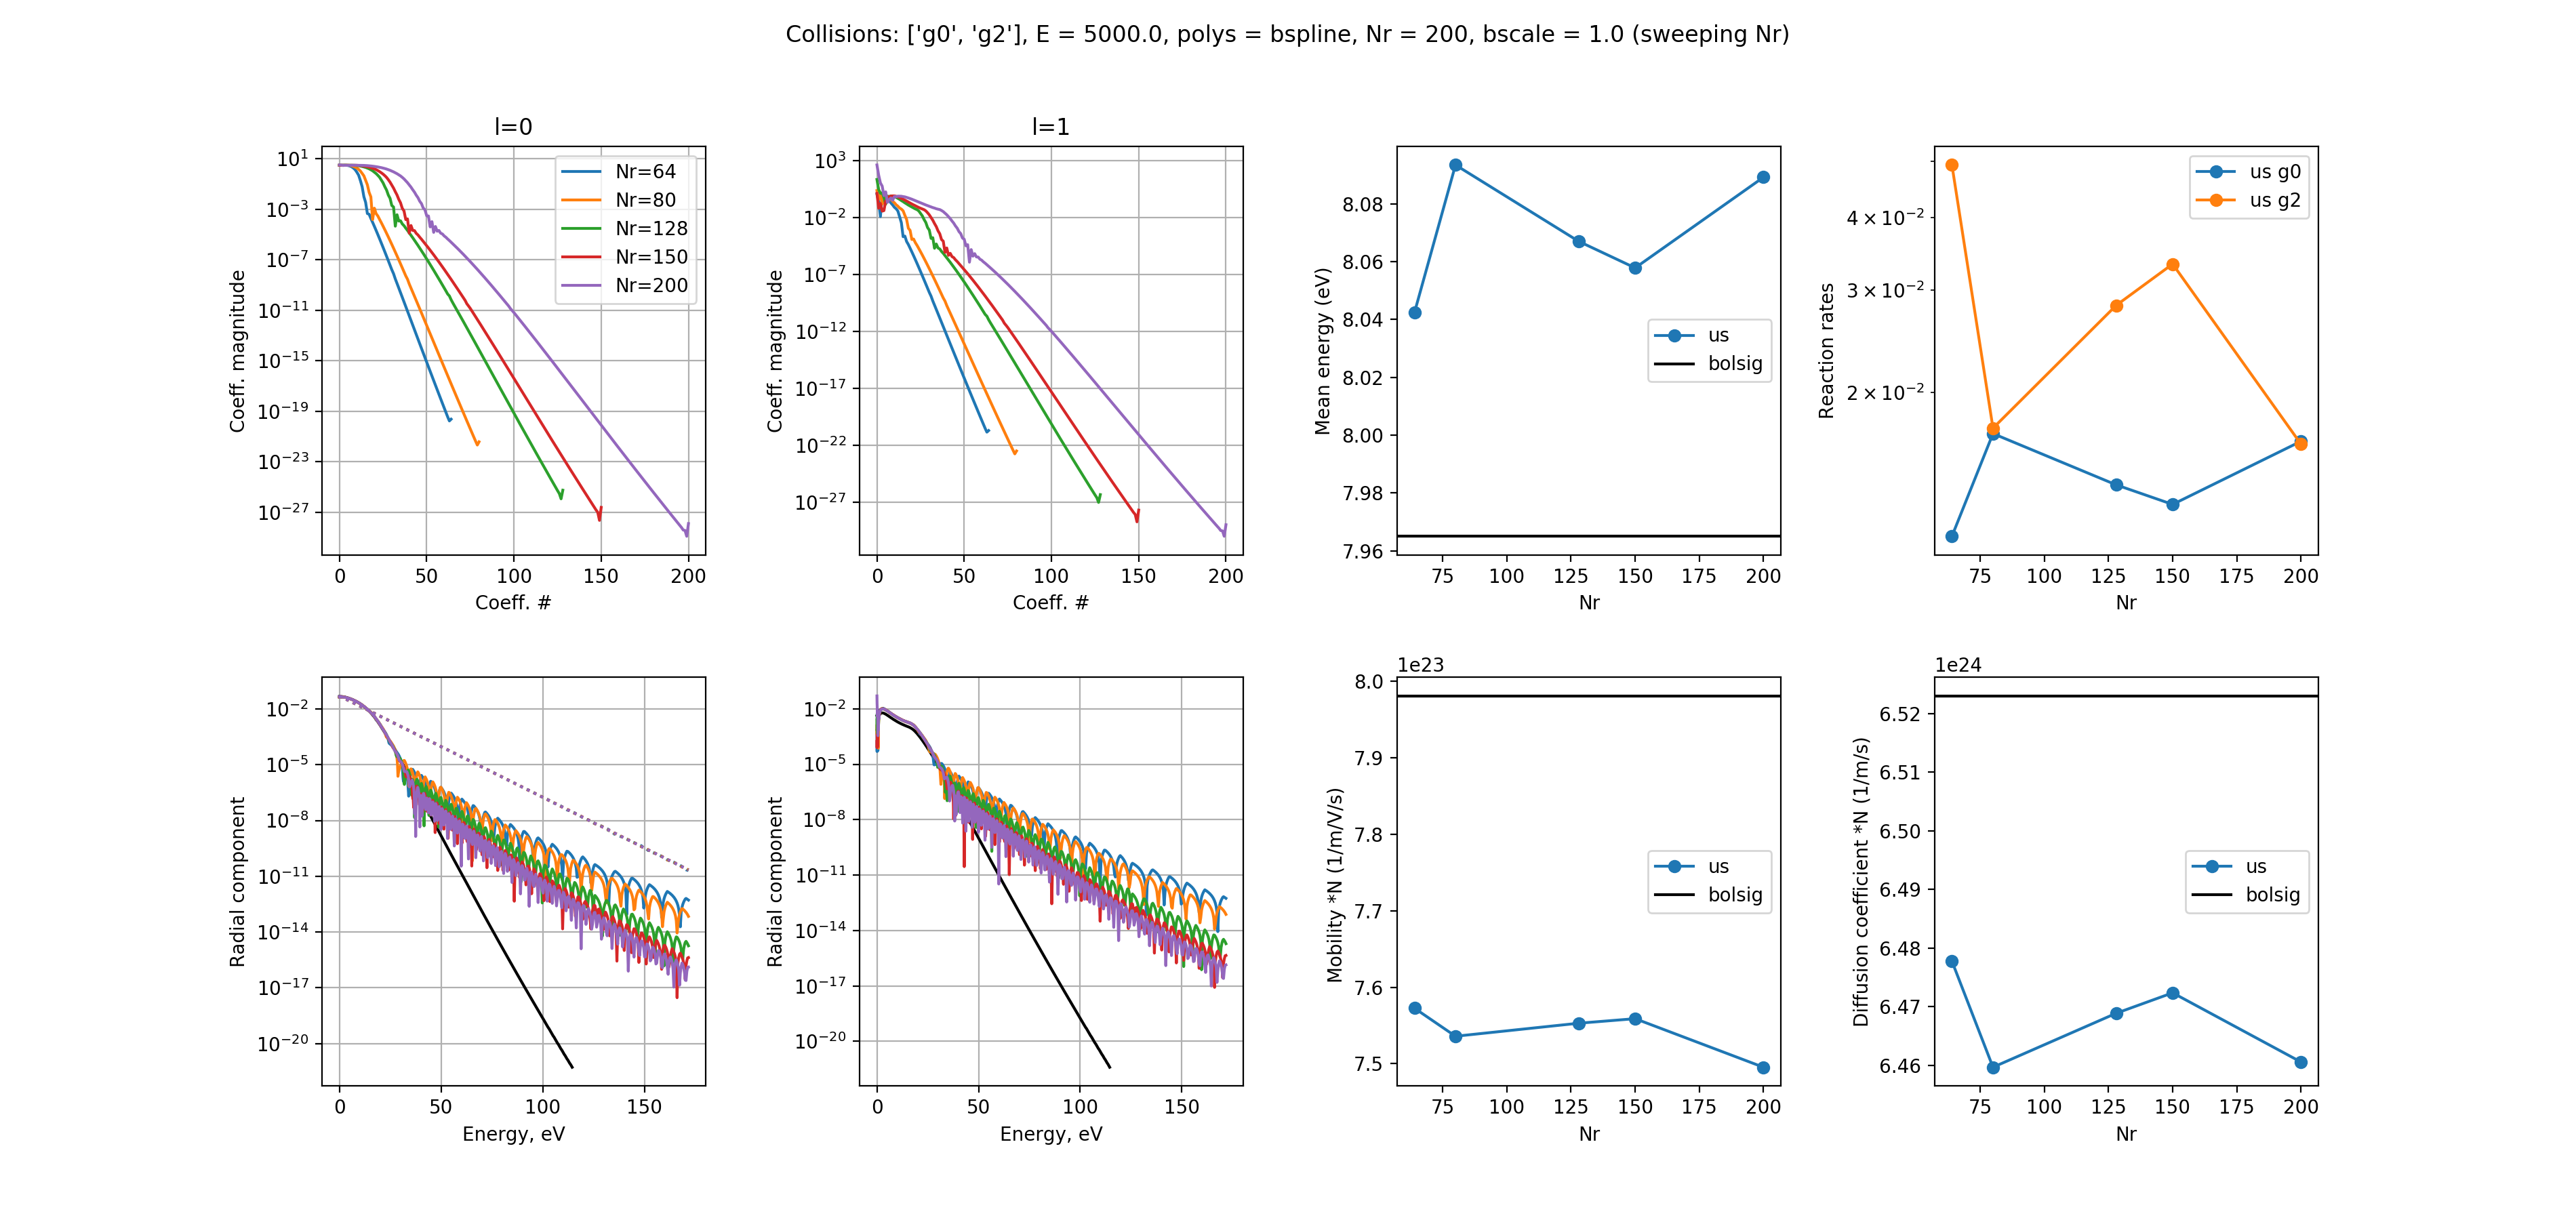 Collisions: ['g0', 'g2'], E = 5000.0, polys = bspline, Nr = 200, bscale = 1.0 (sweeping Nr)
l=0
10^1
10^-3
10^-7
10^-11
10^-15
10^-19
10^-23
10^-27
Coeff. magnitude
Nr=64
Nr=80
Nr=128
Nr=150
Nr=200
0 50 100 150 200
Coeff. #
l=1
10^3
10^-2
10^-7
10^-12
10^-17
10^-22
10^-27
Coeff. magnitude
0 50 100 150 200
Coeff. #
8.08
8.06
8.04
8.02
8.00
7.98
7.96
Mean energy (eV)
us
bolsig
75 100 125 150 175 200
Nr
4 × 10^-2
3 × 10^-2
2 × 10^-2
Reaction rates
us g0
us g2
75 100 125 150 175 200
Nr
10^-2
10^-5
10^-8
10^-11
10^-14
10^-17
10^-20
Radial component
0 50 100 150
Energy, eV
10^-2
10^-5
10^-8
10^-11
10^-14
10^-17
10^-20
Radial component
0 50 100 150
Energy, eV
1e23
8.0
7.9
7.8
7.7
7.6
7.5
Mobility *N (1/m/V/s)
us
bolsig
75 100 125 150 175 200
Nr
1e24
6.52
6.51
6.50
6.49
6.48
6.47
6.46
Diffusion coefficient *N (1/m/s)
us
bolsig
75 100 125 150 175 200
Nr